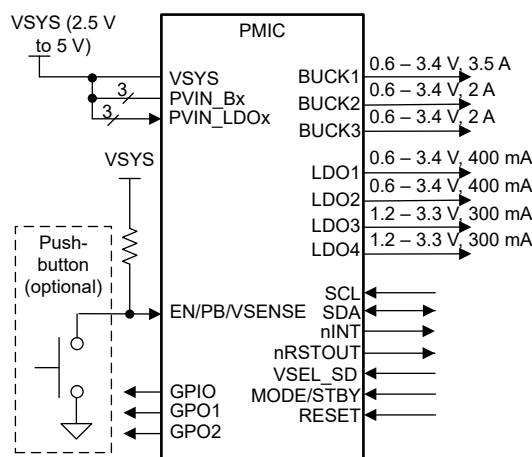 VSYS (2.5 V
to 5 V)
PMIC
VSYS
3
PVIN_Bx
3
PVIN_LDOx
VSYS
Push-
button
(optional)
EN/PB/VSENSE
GPIO
GPO1
GPO2
BUCK1
0.6 – 3.4 V, 3.5 A
BUCK2
0.6 – 3.4 V, 2 A
BUCK3
0.6 – 3.4 V, 2 A
LDO1
0.6 – 3.4 V, 400 mA
LDO2
0.6 – 3.4 V, 400 mA
LDO3
1.2 – 3.3 V, 300 mA
LDO4
1.2 – 3.3 V, 300 mA
SCL
SDA
nINT
nRSTOUT
VSEL_SD
MODE/STBY
RESET